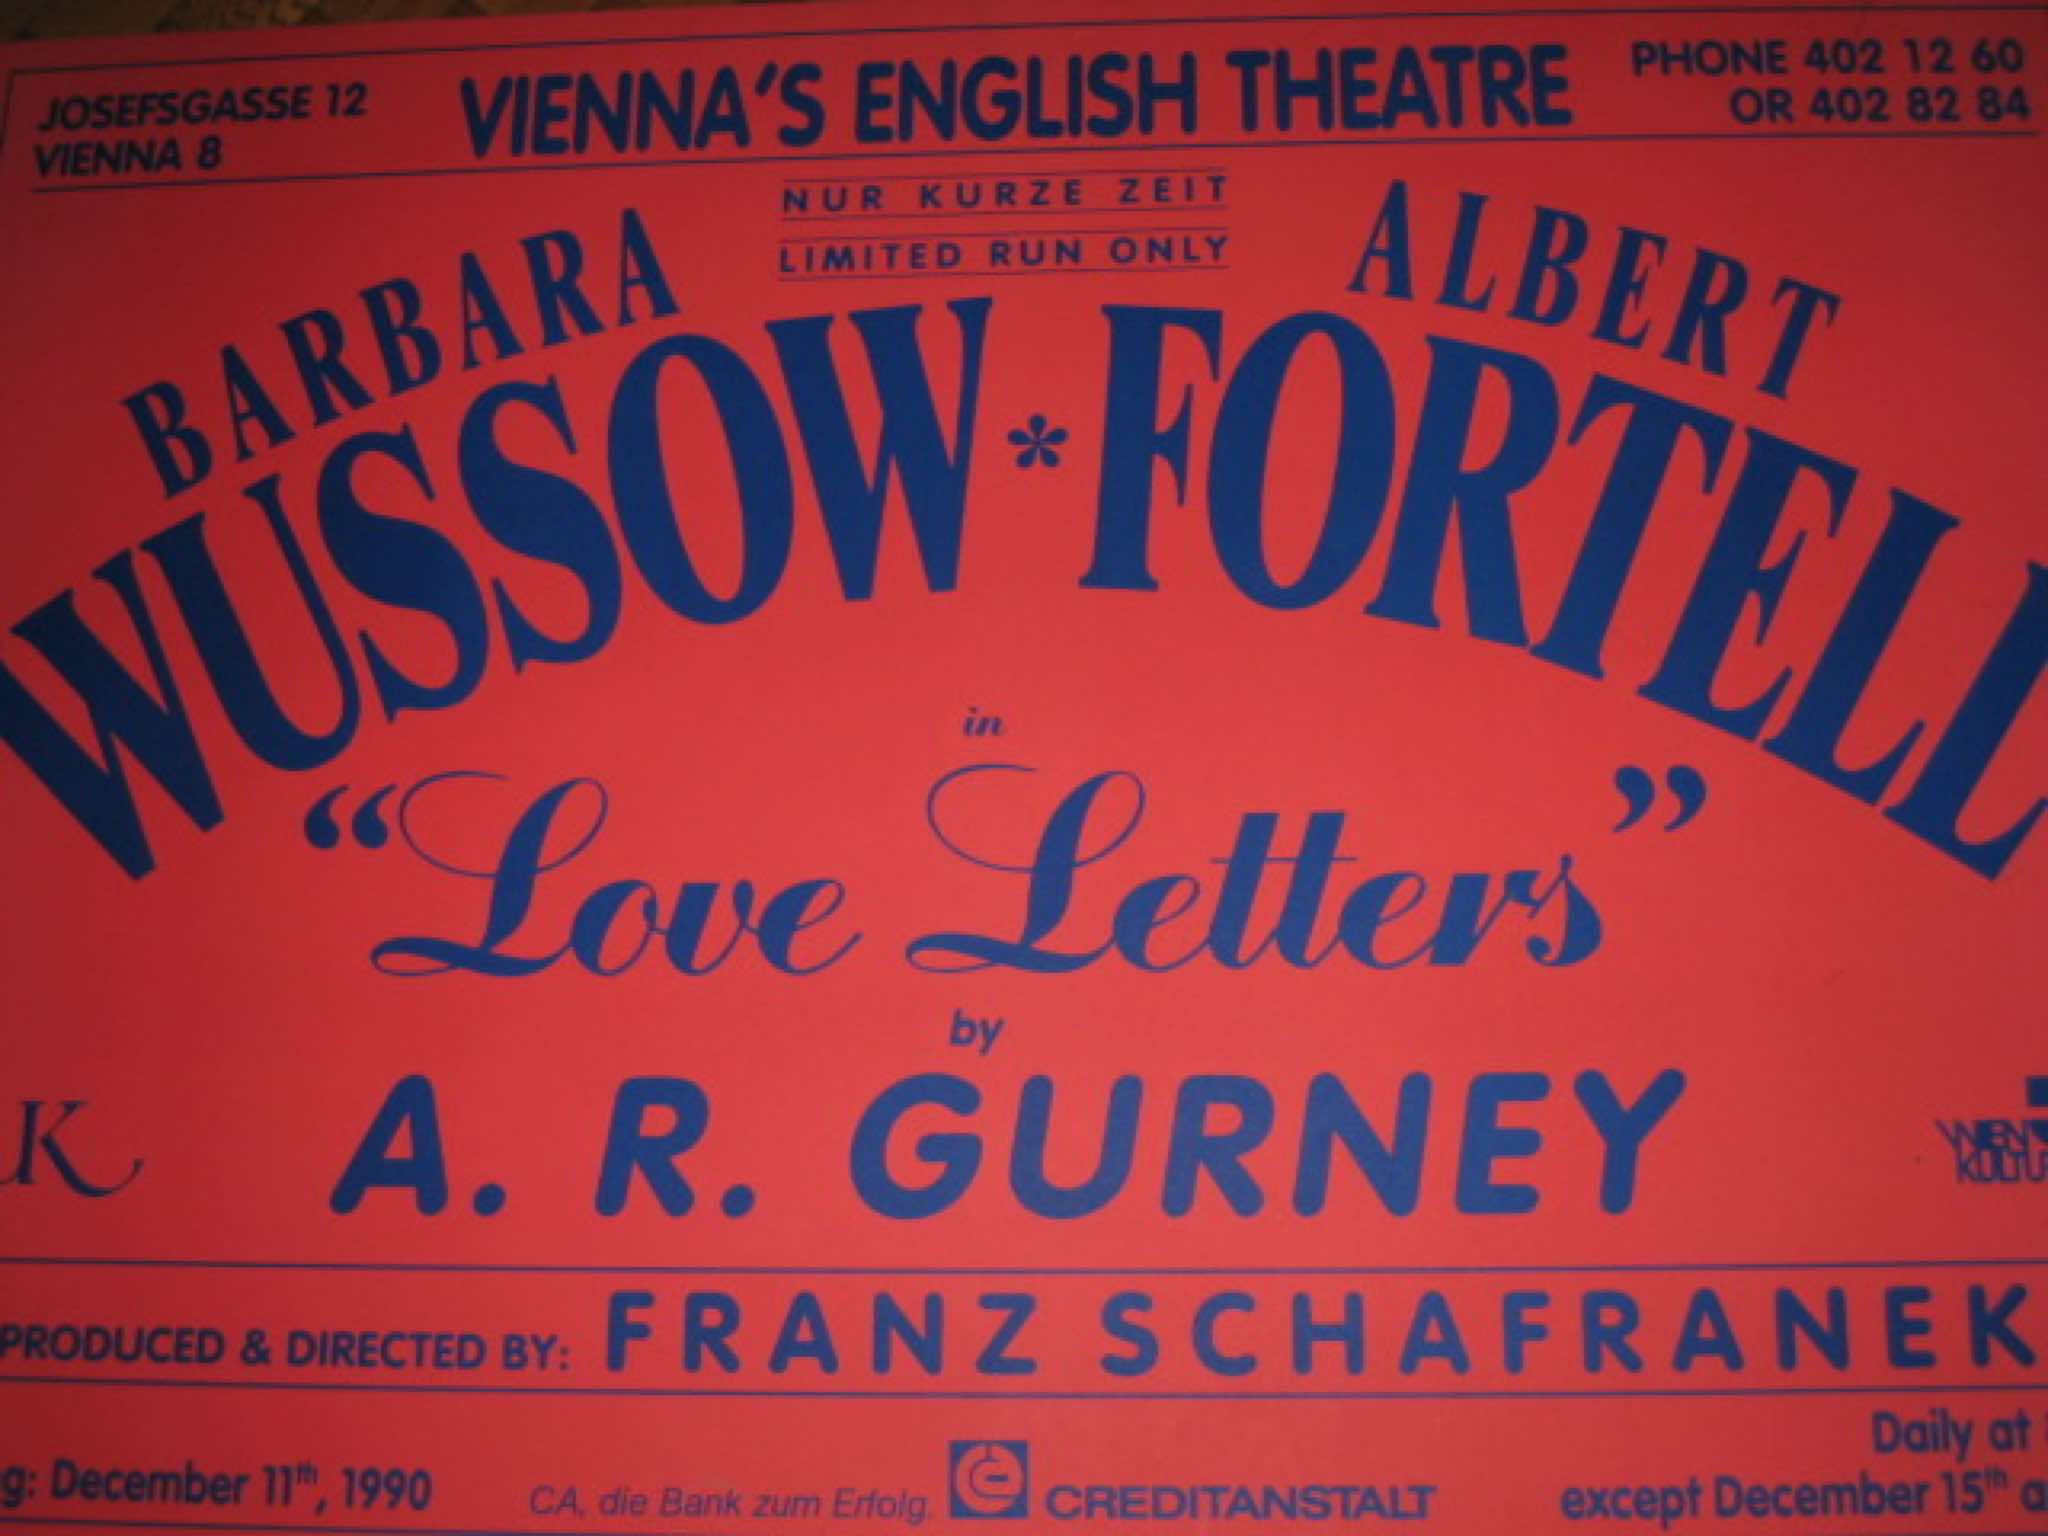 JOSEFSGASSE 12
VIENNA 8
VIENNA'S ENGLISH THEATRE
PHONE 402 12 60
OR 402 82 84
NUR KURZE ZEIT
LIMITED RUN ONLY
BARBARA
WUSSOW * FORTELL
ALBERT
in
“Love Letters”
by
A. R. GURNEY
K
WIEN
KULTU
PRODUCED & DIRECTED BY: FRANZ SCHAFRANEK
g: December 11th, 1990
CA, die Bank zum Erfolg. CREDITANSTALT
Daily at
except December 15th a